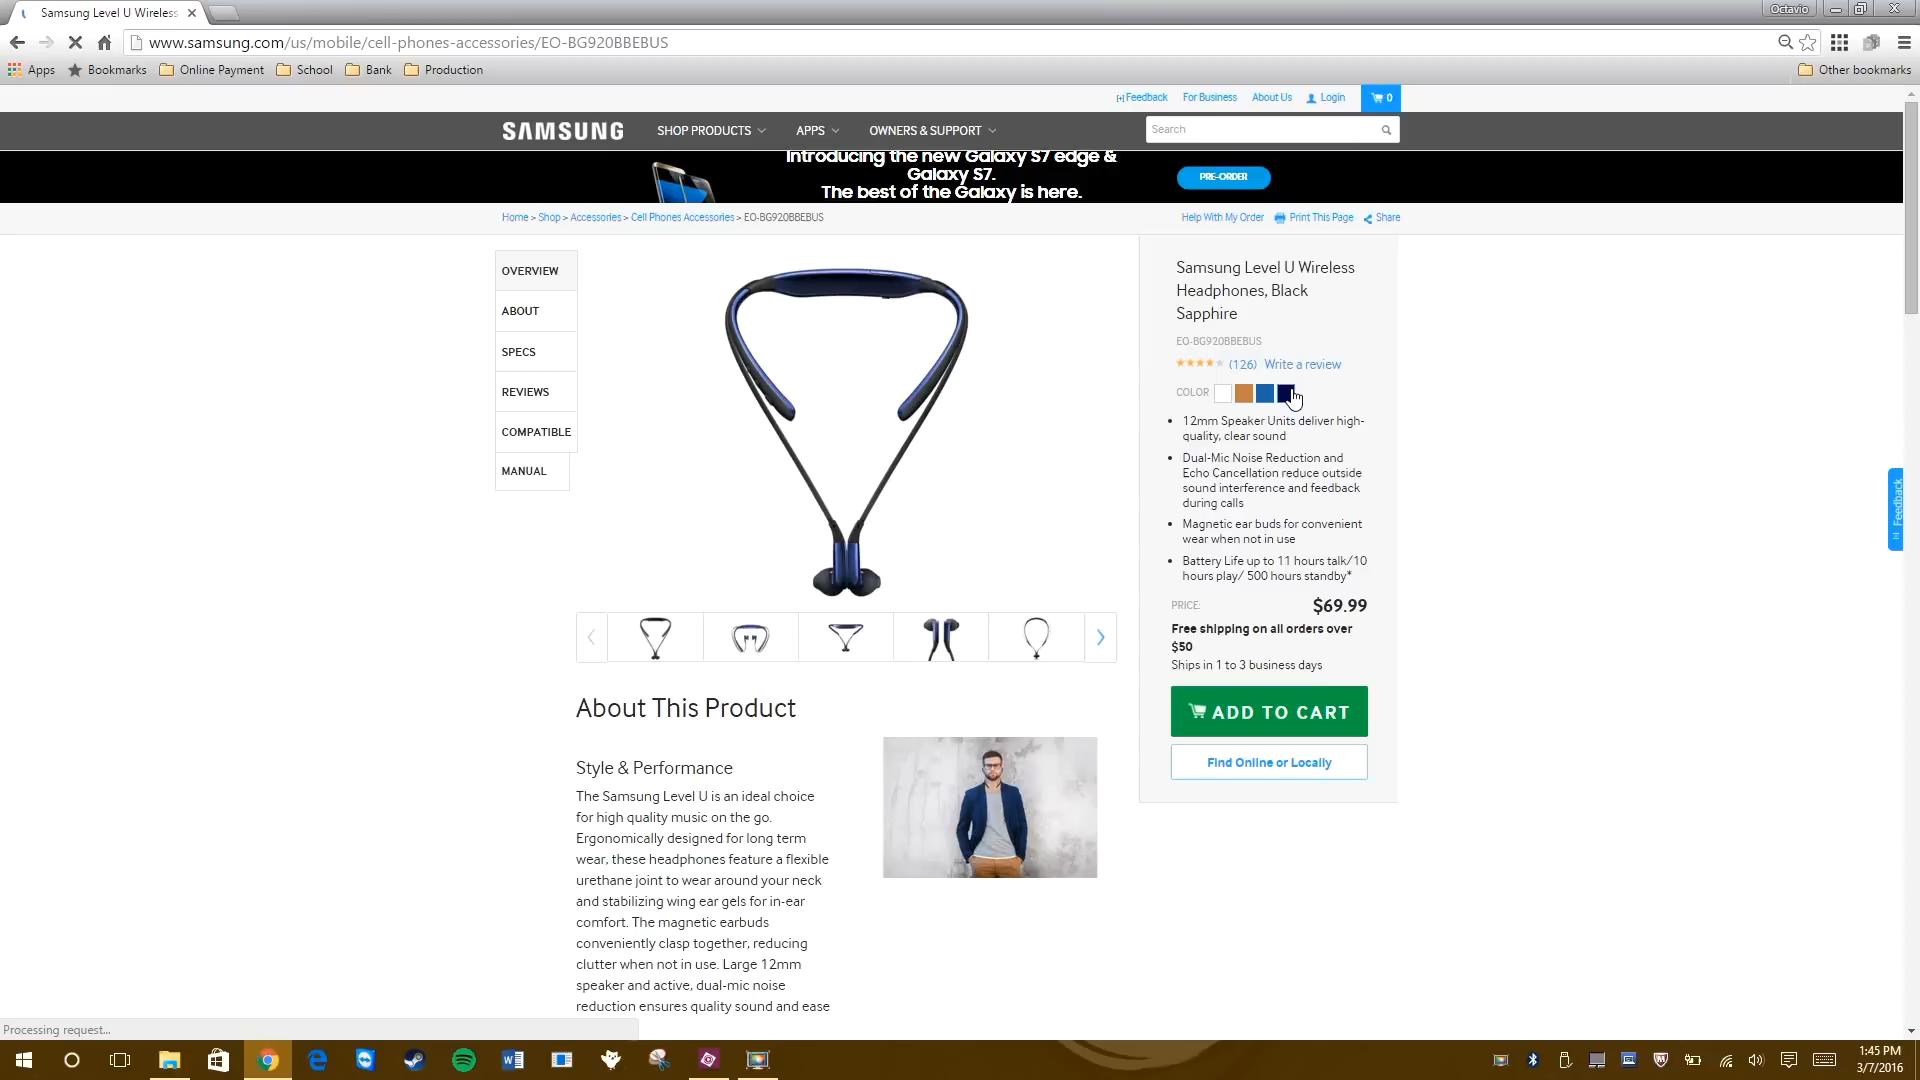 Samsung Level U Wireless
Octavio
www.samsung.com/us/mobile/cell-phones-accessories/EO-BG920BBEBUS
Apps
Bookmarks
Online Payment
School
Bank
Production
Other bookmarks
[+] Feedback
For Business
About Us
Login
0
SAMSUNG
SHOP PRODUCTS
APPS
OWNERS & SUPPORT
Search
Introducing the new Galaxy S7 edge &
Galaxy S7.
The best of the Galaxy is here.
PRE-ORDER
Home > Shop > Accessories > Cell Phones Accessories > EO-BG920BBEBUS
Help With My Order
Print This Page
Share
OVERVIEW
ABOUT
SPECS
REVIEWS
COMPATIBLE
MANUAL
Samsung Level U Wireless
Headphones, Black
Sapphire
EO-BG920BBEBUS
(126) Write a review
COLOR
• 12mm Speaker Units deliver high-
quality, clear sound
• Dual-Mic Noise Reduction and
Echo Cancellation reduce outside
sound interference and feedback
during calls
• Magnetic ear buds for convenient
wear when not in use
• Battery Life up to 11 hours talk/10
hours play/ 500 hours standby*
PRICE: $69.99
Free shipping on all orders over
$50
Ships in 1 to 3 business days
ADD TO CART
Find Online or Locally
Feedback
About This Product
Style & Performance
The Samsung Level U is an ideal choice
for high quality music on the go.
Ergonomically designed for long term
wear, these headphones feature a flexible
urethane joint to wear around your neck
and stabilizing wing ear gels for in-ear
comfort. The magnetic earbuds
conveniently clasp together, reducing
clutter when not in use. Large 12mm
speaker and active, dual-mic noise
reduction ensures quality sound and ease
Processing request...
1:45 PM
3/7/2016